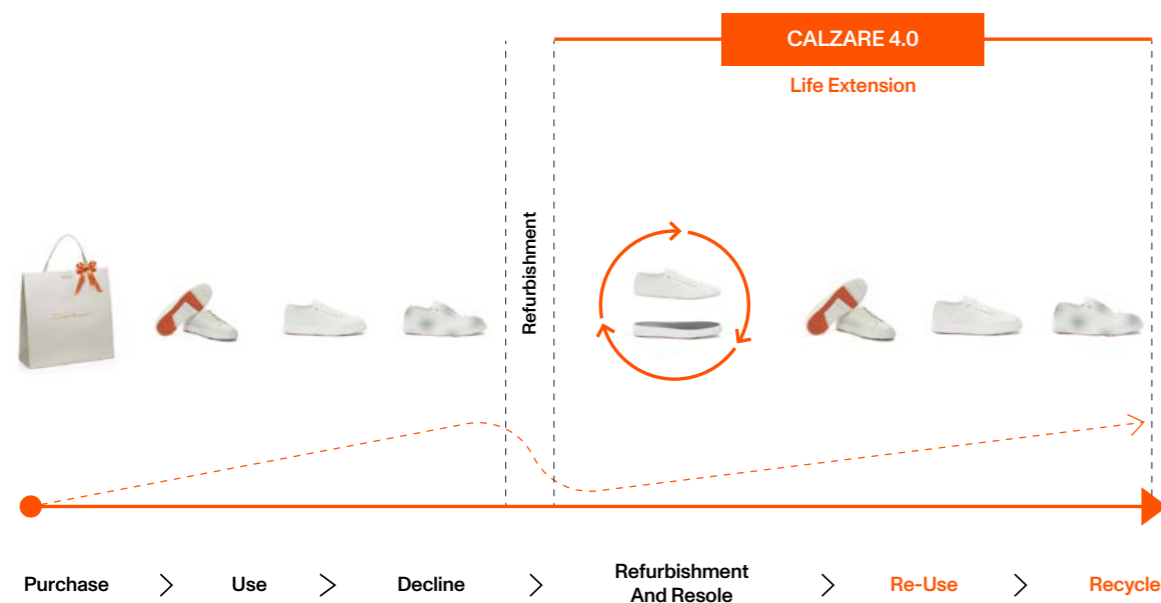 CALZARE 4.0
Life Extension
Refurbishment
Purchase > Use > Decline > Refurbishment And Resole > Re-Use > Recycle